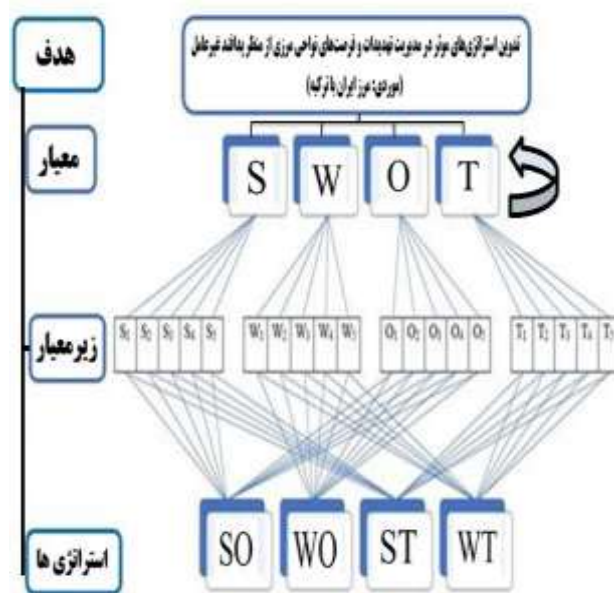 هدف
تدوین استراتژی‌های موثر در مدیریت تهدیدات و فرصت‌های نواحی مرزی از منظر پدافند غیرعامل
(موردی: مرز ایران با ترکیه)
معیار
S W O T
زیرمعیار
S1 S2 S3 S4 S5 W1 W2 W3 W4 W5 O1 O2 O3 O4 O5 T1 T2 T3 T4 T5
استراتژی ها
SO WO ST WT